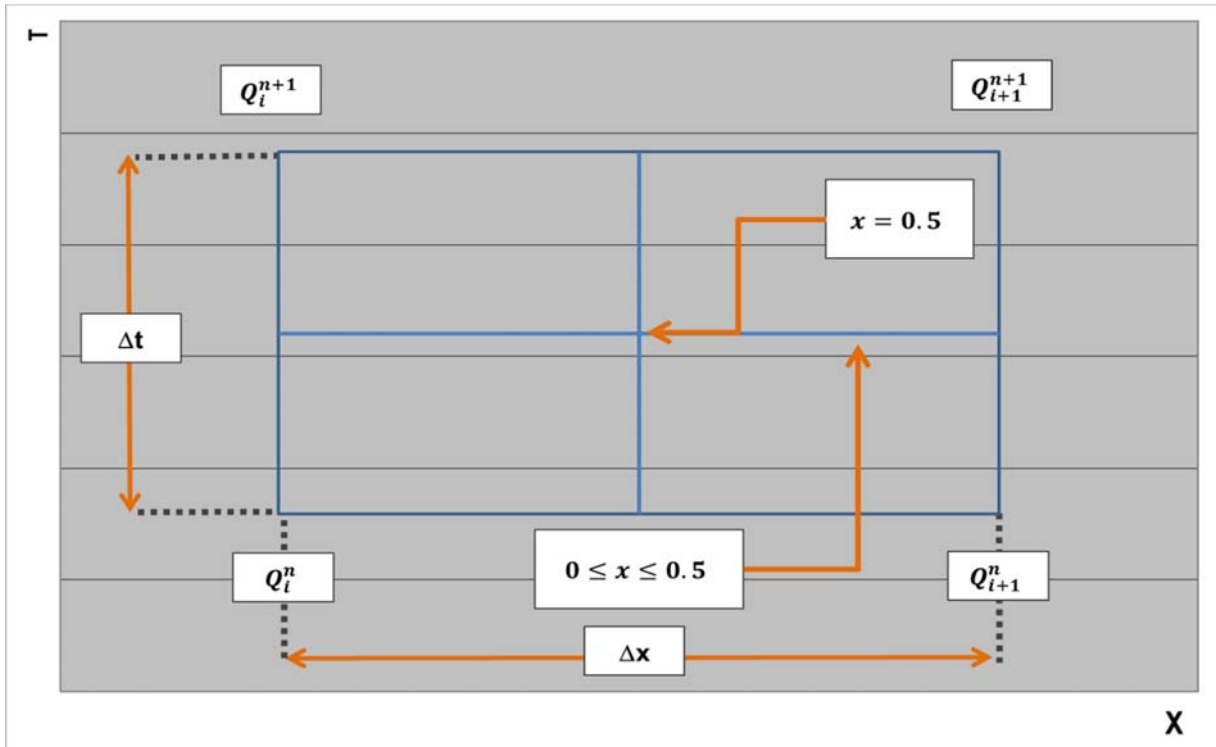 T
Q_i^{n+1}
Q_{i+1}^{n+1}
x = 0.5
Δt
Q_i^n
0 ≤ x ≤ 0.5
Q_{i+1}^n
Δx
X